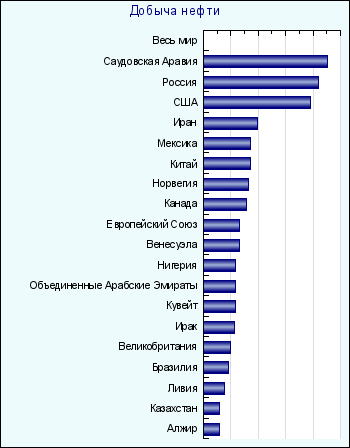 Добыча нефти
Весь мир
Саудовская Аравия
Россия
США
Иран
Мексика
Китай
Норвегия
Канада
Европейский Союз
Венесуэла
Нигерия
Объединенные Арабские Эмираты
Кувейт
Ирак
Великобритания
Бразилия
Ливия
Казахстан
Алжир